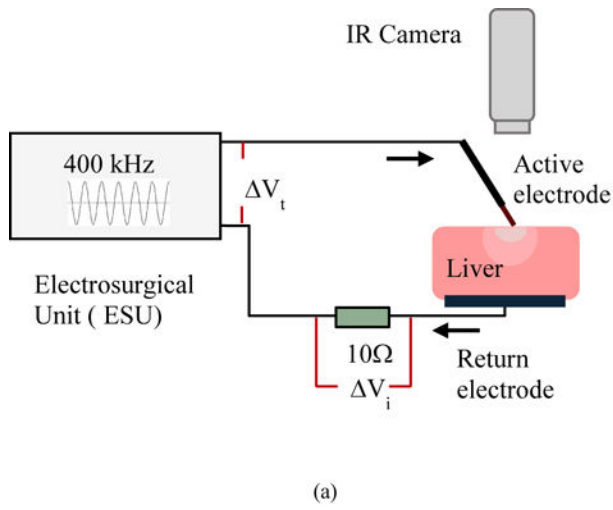 IR Camera
400 kHz
ΔVt
Active
electrode
Liver
Electrosurgical
Unit ( ESU)
10Ω
ΔVi
Return
electrode
(a)